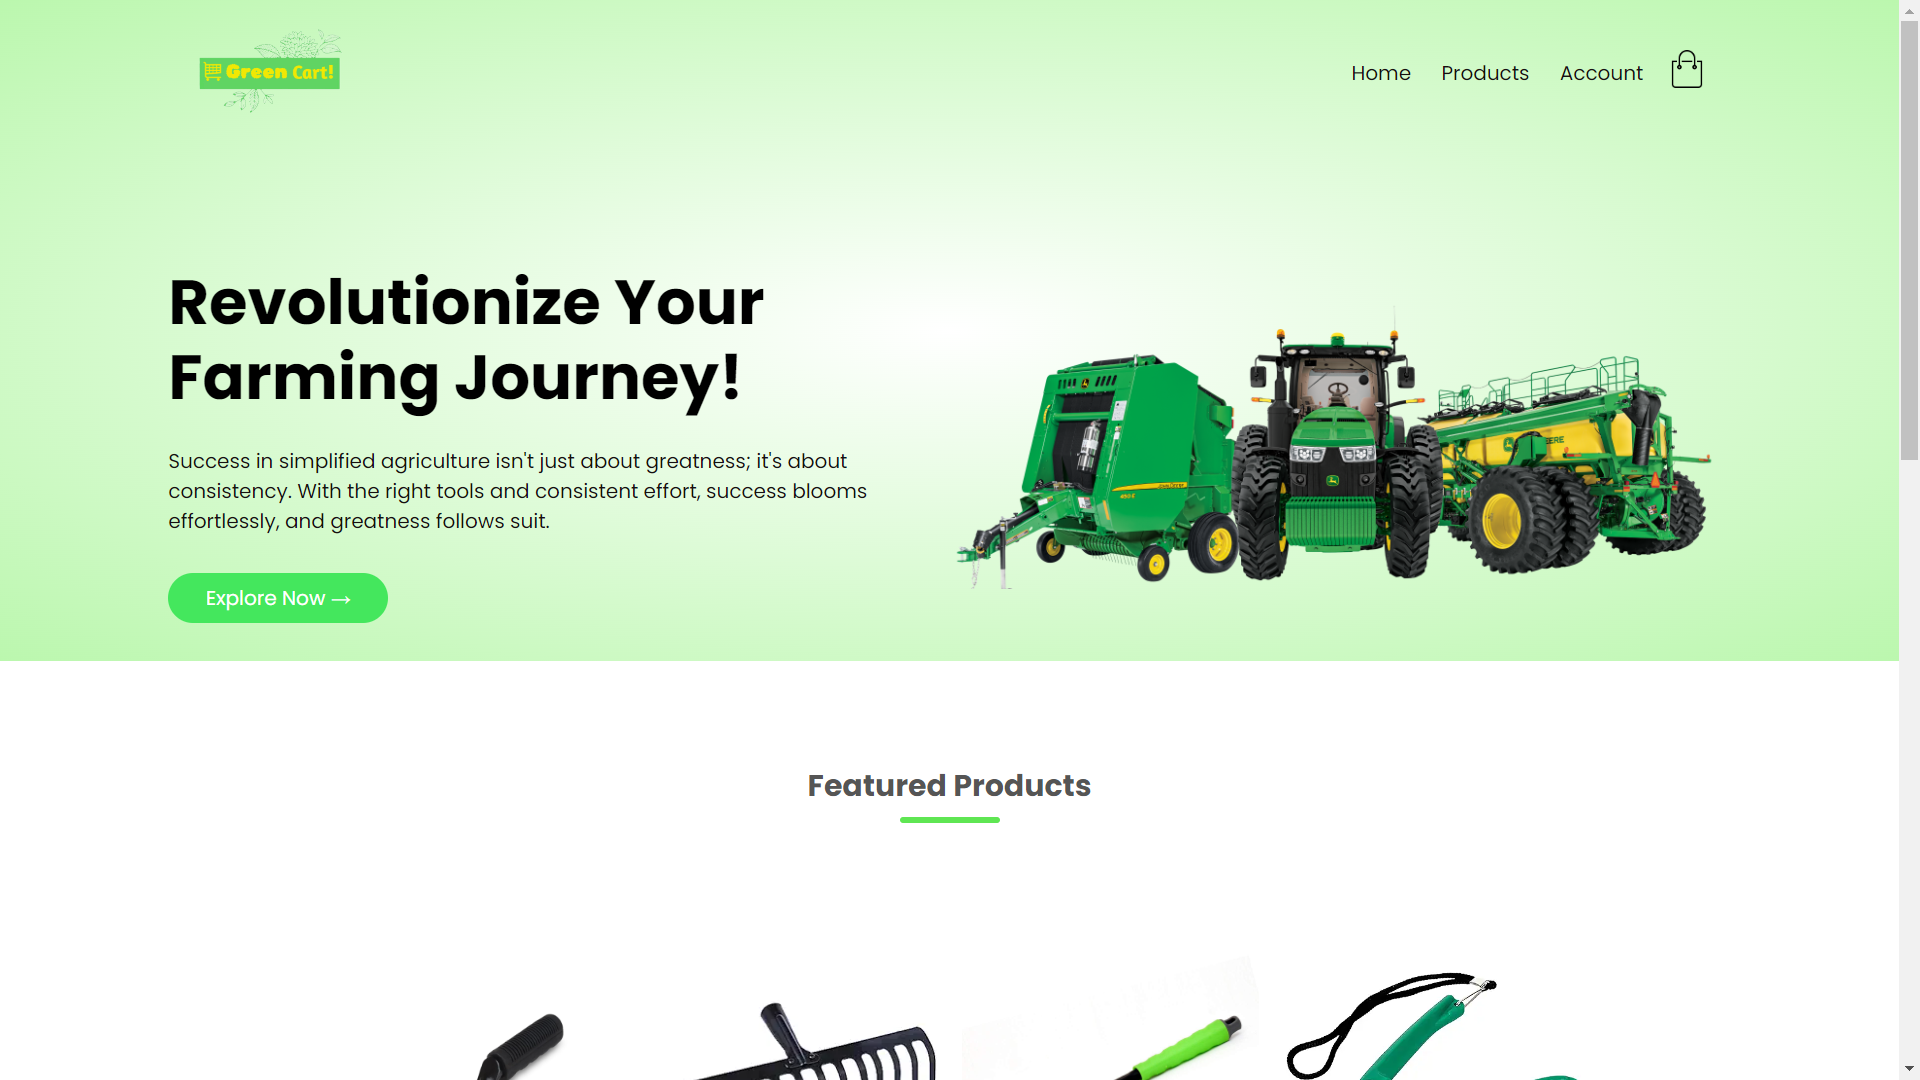 Green Cart!
Home
Products
Account
Revolutionize Your
Farming Journey!
Success in simplified agriculture isn't just about greatness; it's about
consistency. With the right tools and consistent effort, success blooms
effortlessly, and greatness follows suit.
Explore Now →
Featured Products